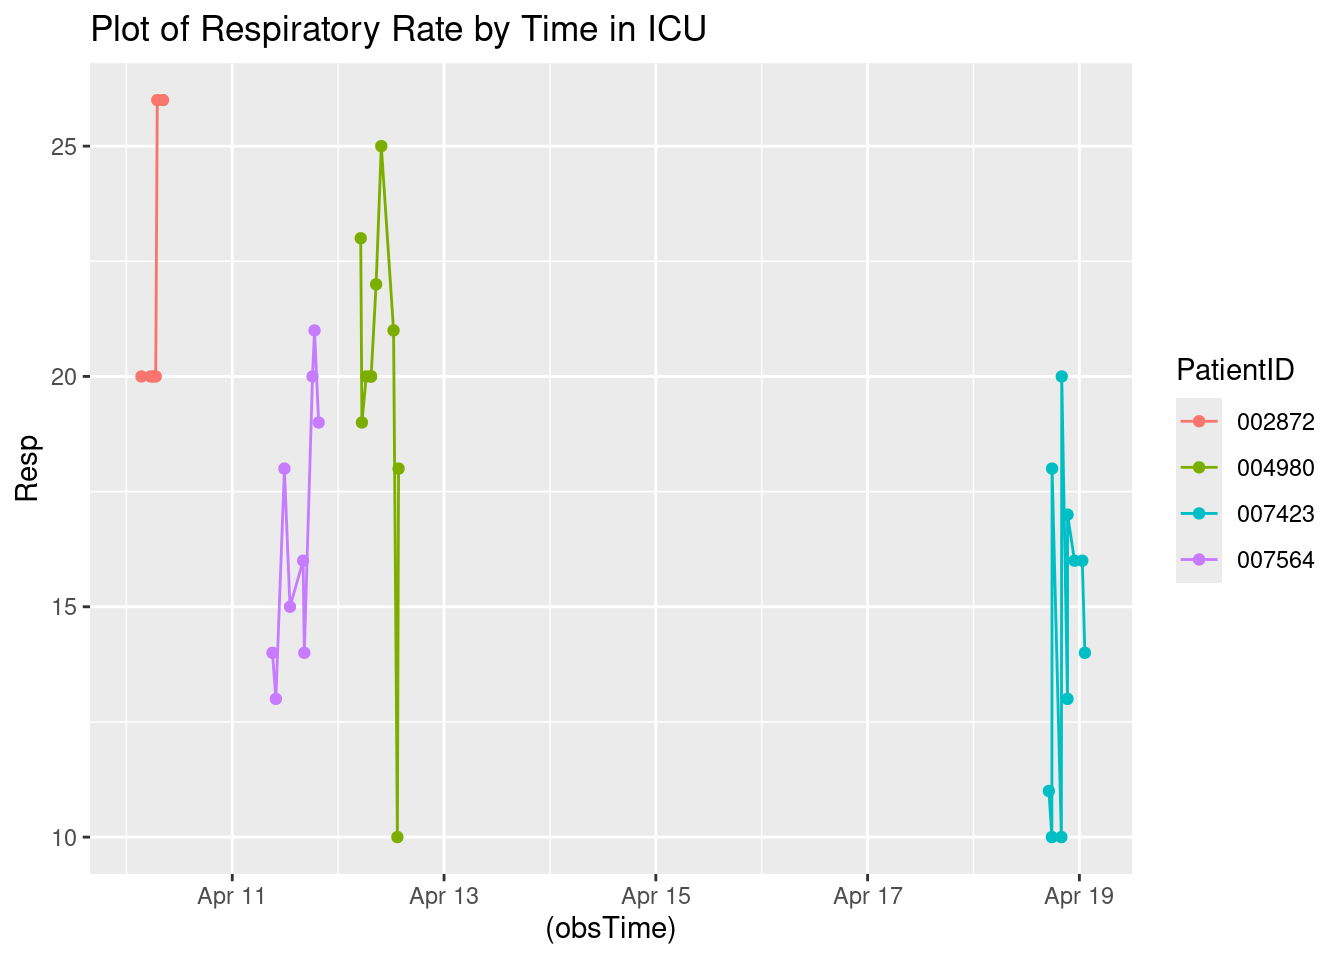 Plot of Respiratory Rate by Time in ICU
25
20
15
10
Resp
Apr 11
Apr 13
Apr 15
Apr 17
Apr 19
(obsTime)
PatientID
002872
004980
007423
007564